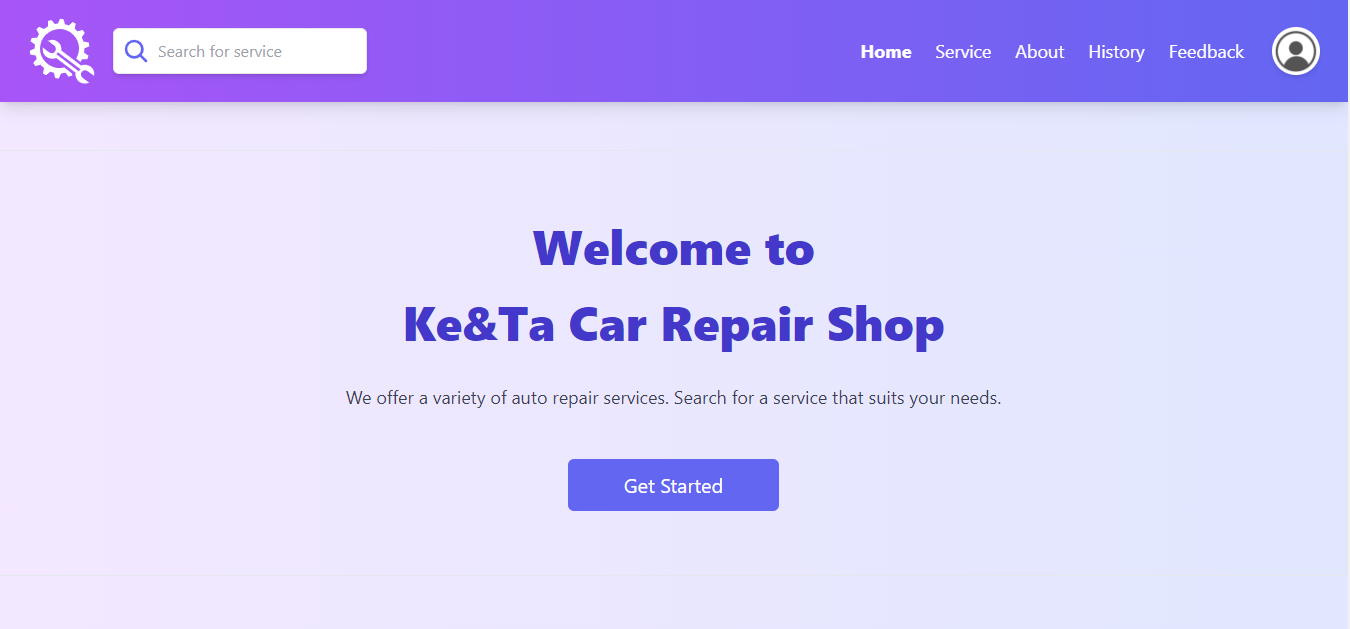 Search for service
Home Service About History Feedback
Welcome to
Ke&Ta Car Repair Shop
We offer a variety of auto repair services. Search for a service that suits your needs.
Get Started